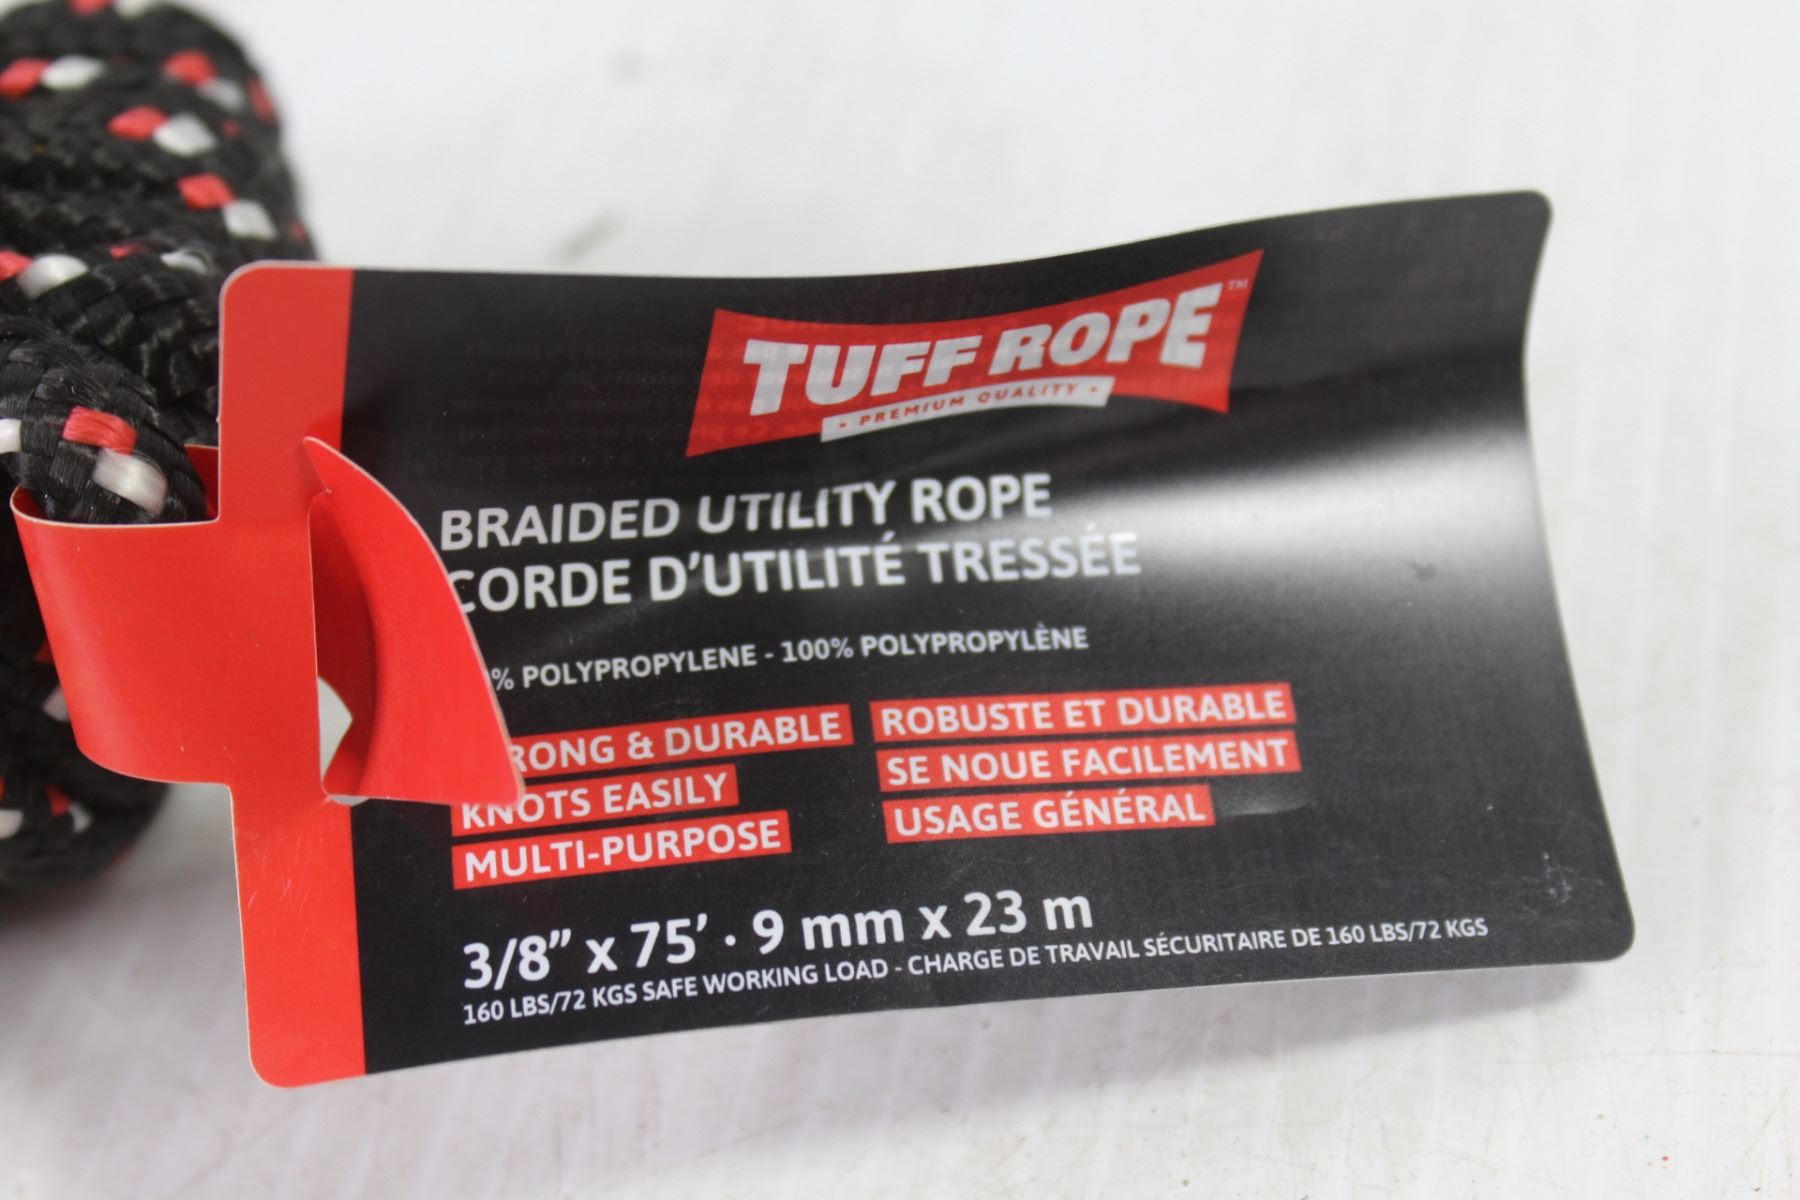 TUFF ROPE™
• PREMIUM QUALITY •
BRAIDED UTILITY ROPE
CORDE D'UTILITÉ TRESSÉE
% POLYPROPYLENE - 100% POLYPROPYLÈNE
RONG & DURABLE ROBUSTE ET DURABLE
KNOTS EASILY SE NOUE FACILEMENT
MULTI-PURPOSE USAGE GÉNÉRAL
3/8" x 75' · 9 mm x 23 m
160 LBS/72 KGS SAFE WORKING LOAD - CHARGE DE TRAVAIL SÉCURITAIRE DE 160 LBS/72 KGS